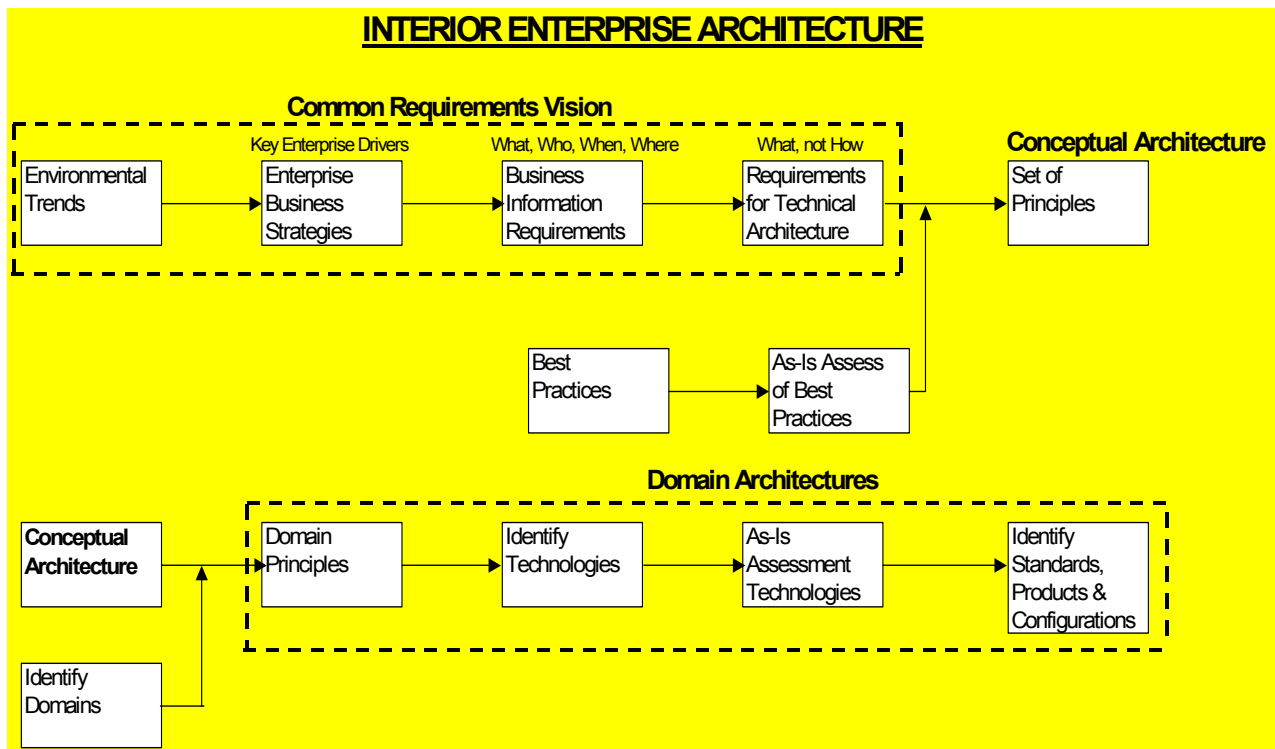 INTERIOR ENTERPRISE ARCHITECTURE
Common Requirements Vision
Key Enterprise Drivers
What, Who, When, Where
What, not How
Conceptual Architecture
Environmental
Trends
Enterprise
Business
Strategies
Business
Information
Requirements
Requirements
for Technical
Architecture
Set of
Principles
Best
Practices
As-Is Assess
of Best
Practices
Domain Architectures
Conceptual
Architecture
Domain
Principles
Identify
Technologies
As-Is
Assessment
Technologies
Identify
Standards,
Products &
Configurations
Identify
Domains